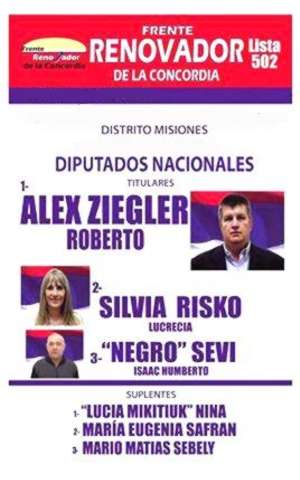 FRENTE
RENOVADOR
DE LA CONCORDIA
Lista
502
Frente
Renovador
de la Concordia
DISTRITO MISIONES
DIPUTADOS NACIONALES
TITULARES
1-
ALEX ZIEGLER
ROBERTO
2-
SILVIA RISKO
LUCRECIA
3- "NEGRO" SEVI
ISAAC HUMBERTO
SUPLENTES
1- "LUCIA MIKITIUK" NINA
2- MARÍA EUGENIA SAFRAN
3- MARIO MATIAS SEBELY